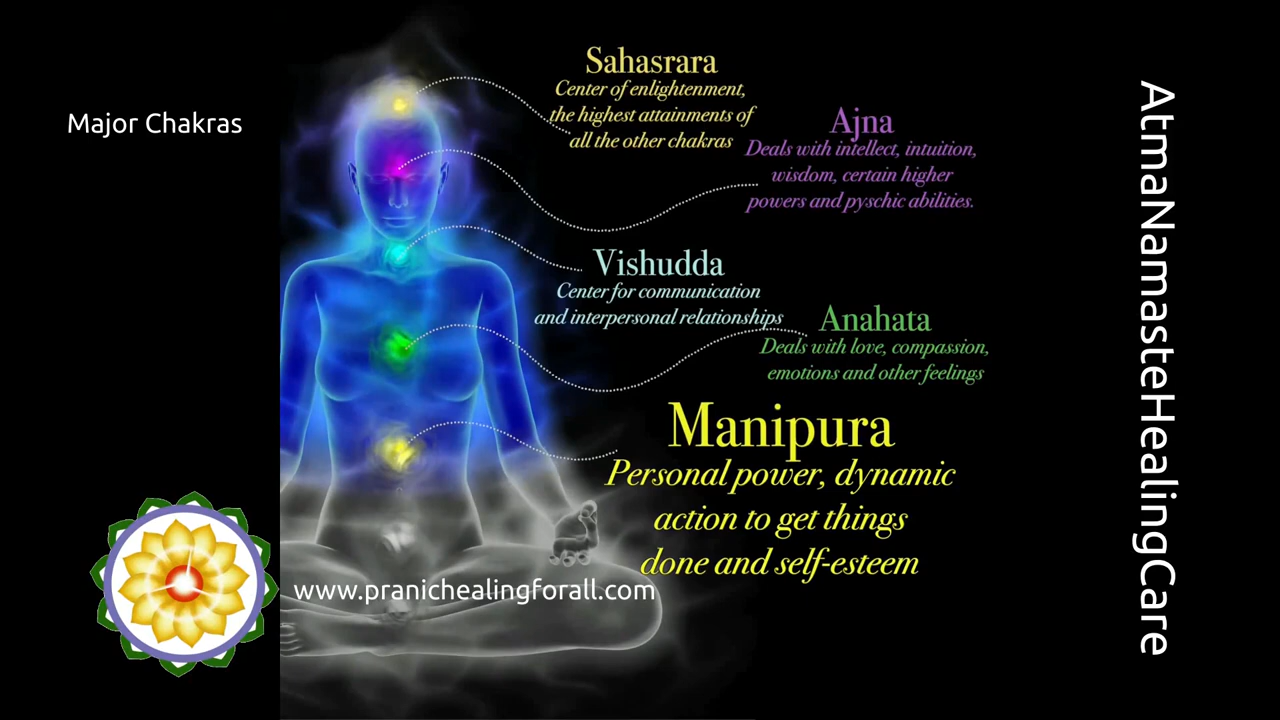 Major Chakras
Sahasrara
Center of enlightenment,
the highest attainments of
all the other chakras
Ajna
Deals with intellect, intuition,
wisdom, certain higher
powers and pyschic abilities.
Vishudda
Center for communication
and interpersonal relationships
Anahata
Deals with love, compassion,
emotions and other feelings
Manipura
Personal power, dynamic
action to get things
done and self-esteem
www.pranichealingforall.com
AtmaNamasteHealingCare